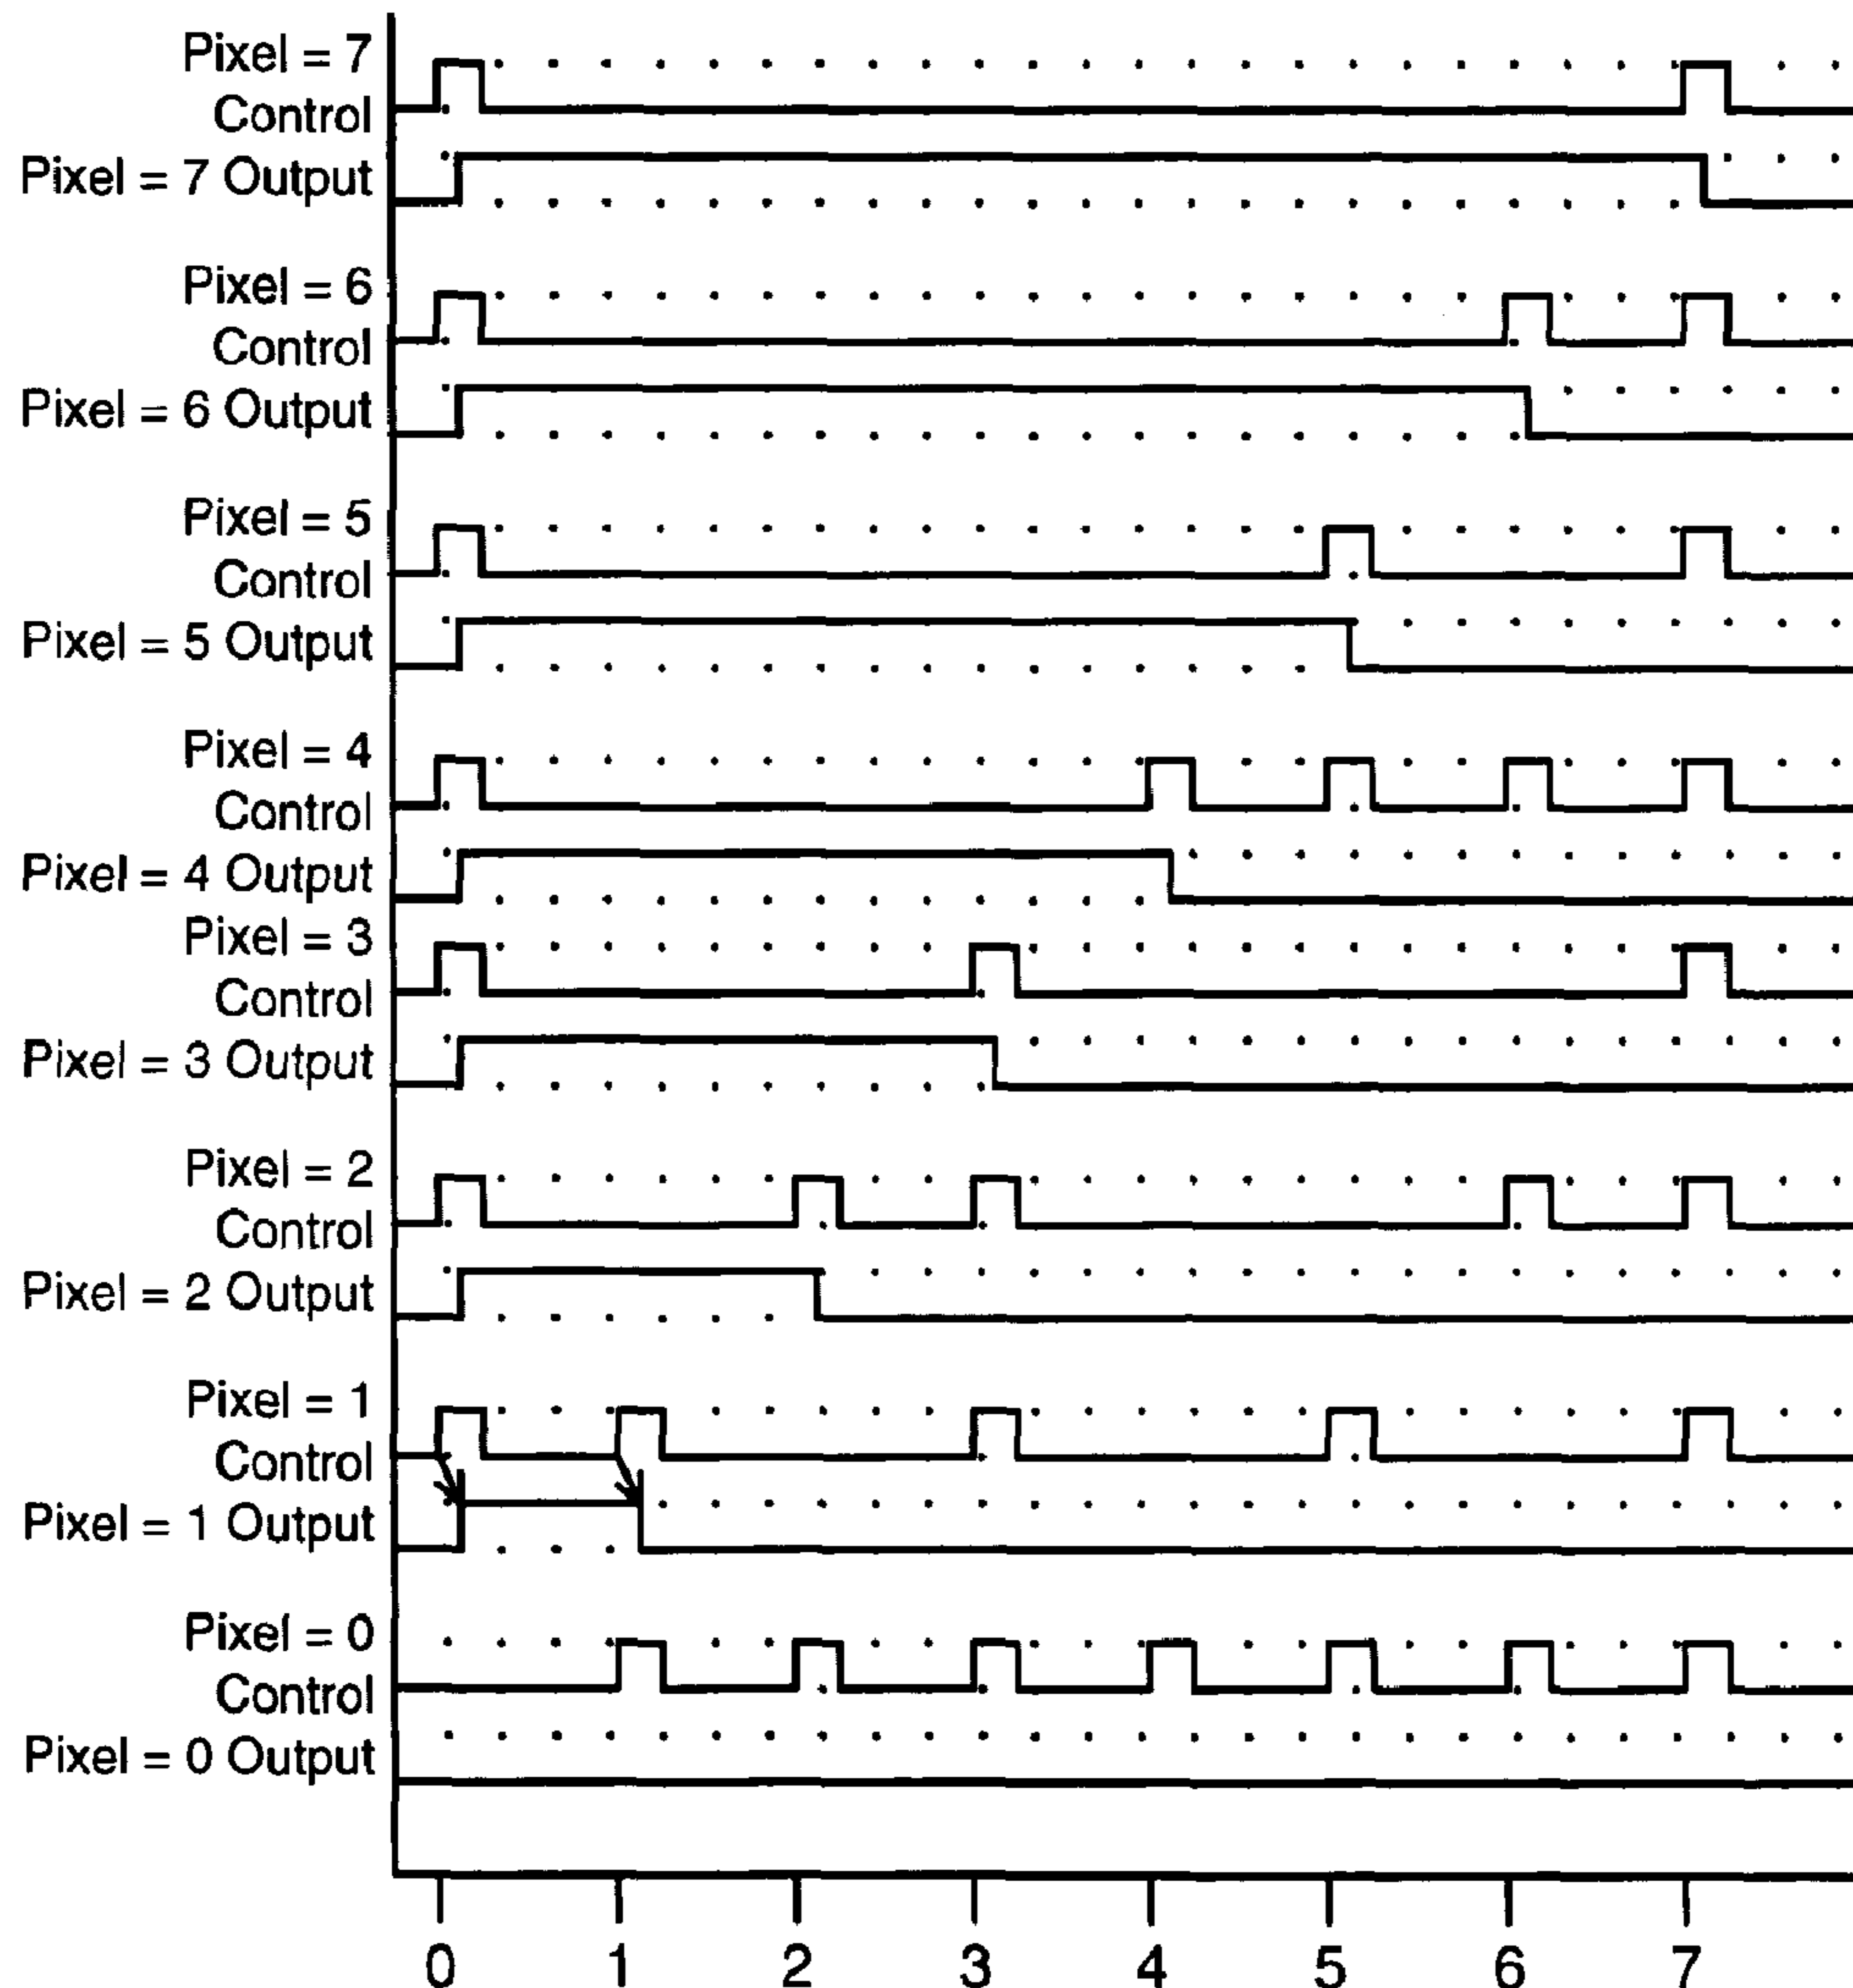 Pixel = 7
Control
Pixel = 7 Output
Pixel = 6
Control
Pixel = 6 Output
Pixel = 5
Control
Pixel = 5 Output
Pixel = 4
Control
Pixel = 4 Output
Pixel = 3
Control
Pixel = 3 Output
Pixel = 2
Control
Pixel = 2 Output
Pixel = 1
Control
Pixel = 1 Output
Pixel = 0
Control
Pixel = 0 Output
0 1 2 3 4 5 6 7